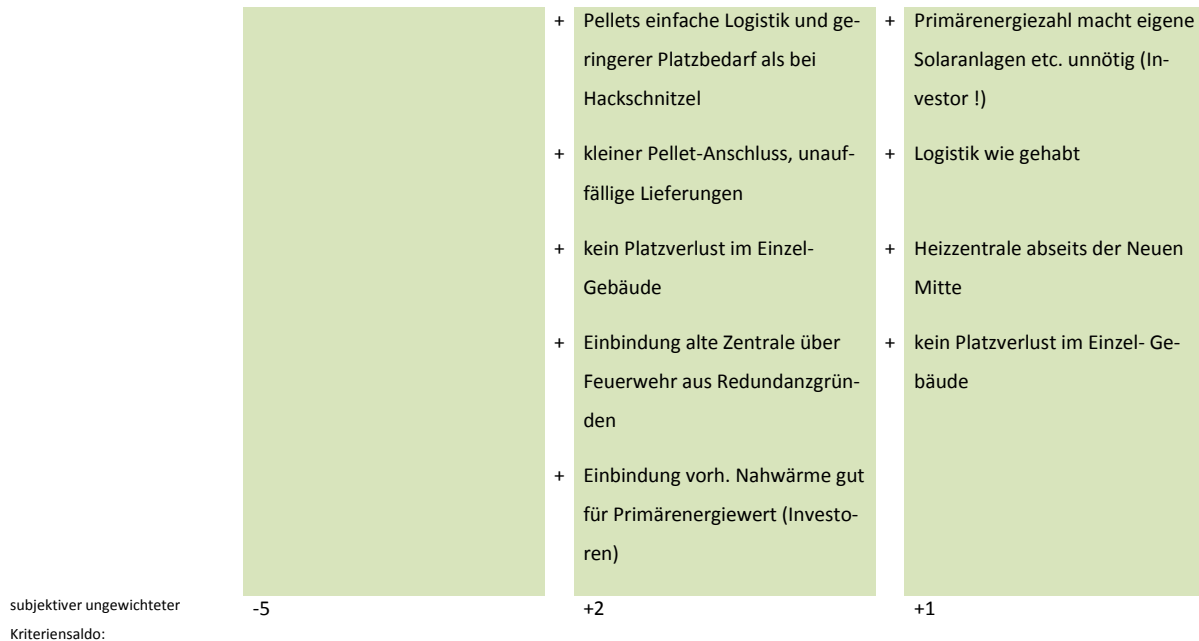 + Pellets einfache Logistik und ge-
ringerer Platzbedarf als bei
Hackschnitzel
+ kleiner Pellet-Anschluss, unauf-
fällige Lieferungen
+ kein Platzverlust im Einzel-
Gebäude
+ Einbindung alte Zentrale über
Feuerwehr aus Redundanzgrün-
den
+ Einbindung vorh. Nahwärme gut
für Primärenergiewert (Investo-
ren)
+ Primärenergiezahl macht eigene
Solaranlagen etc. unnötig (In-
vestor !)
+ Logistik wie gehabt
+ Heizzentrale abseits der Neuen
Mitte
+ kein Platzverlust im Einzel- Ge-
bäude
subjektiver ungewichteter
Kriteriensaldo:
-5
+2
+1